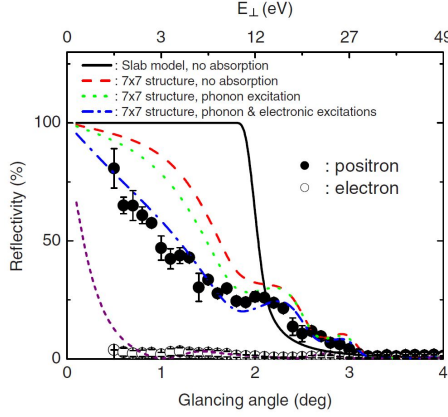 E⊥ (eV)
0 3 12 27 49
: Slab model, no absorption
: 7x7 structure, no absorption
: 7x7 structure, phonon excitation
: 7x7 structure, phonon & electronic excitations
100
: positron
: electron
Reflectivity (%)
50
0
0 1 2 3 4
Glancing angle (deg)